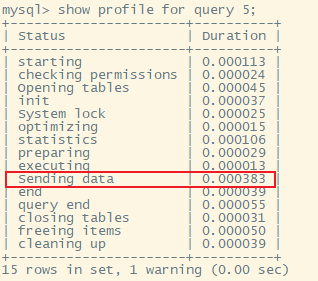 mysql> show profile for query 5;
+----------------------+----------+
| Status               | Duration |
+----------------------+----------+
| starting             | 0.000113 |
| checking permissions | 0.000024 |
| Opening tables       | 0.000045 |
| init                 | 0.000037 |
| System lock          | 0.000025 |
| optimizing           | 0.000015 |
| statistics           | 0.000106 |
| preparing            | 0.000029 |
| executing            | 0.000013 |
| Sending data         | 0.000383 |
| end                  | 0.000039 |
| query end            | 0.000055 |
| closing tables       | 0.000031 |
| freeing items        | 0.000050 |
| cleaning up          | 0.000039 |
+----------------------+----------+
15 rows in set, 1 warning (0.00 sec)